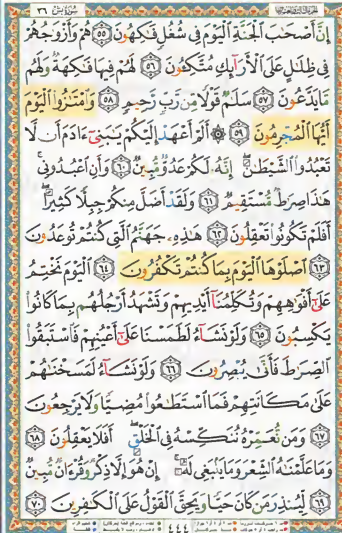 إِنَّ أَصْحَٰبَ ٱلْجَنَّةِ ٱلْيَوْمَ فِى شُغُلٍ فَٰكِهُونَ ٥٥ هُمْ وَأَزْوَٰجُهُمْ
فِى ظِلَٰلٍ عَلَى ٱلْأَرَآئِكِ مُتَّكِـُٔونَ ٥٦ لَهُمْ فِيهَا فَٰكِهَةٌ وَلَهُم
مَّا يَدَّعُونَ ٥٧ سَلَٰمٌ قَوْلًا مِّن رَّبٍّ رَّحِيمٍ ٥٨ وَٱمْتَٰزُوا۟ ٱلْيَوْمَ
أَيُّهَا ٱلْمُجْرِمُونَ ٥٩ ۞ أَلَمْ أَعْهَدْ إِلَيْكُمْ يَٰبَنِىٓ ءَادَمَ أَن لَّا
تَعْبُدُوا۟ ٱلشَّيْطَٰنَ ۖ إِنَّهُۥ لَكُمْ عَدُوٌّ مُّبِينٌ ٦٠ وَأَنِ ٱعْبُدُونِى ۚ
هَٰذَا صِرَٰطٌ مُّسْتَقِيمٌ ٦١ وَلَقَدْ أَضَلَّ مِنكُمْ جِبِلًّا كَثِيرًا ۖ
أَفَلَمْ تَكُونُوا۟ تَعْقِلُونَ ٦٢ هَٰذِهِۦ جَهَنَّمُ ٱلَّتِى كُنتُمْ تُوعَدُونَ
٦٣ ٱصْلَوْهَا ٱلْيَوْمَ بِمَا كُنتُمْ تَكْفُرُونَ ٦٤ ٱلْيَوْمَ نَخْتِمُ
عَلَىٰٓ أَفْوَٰهِهِمْ وَتُكَلِّمُنَآ أَيْدِيهِمْ وَتَشْهَدُ أَرْجُلُهُم بِمَا كَانُوا۟
يَكْسِبُونَ ٦٥ وَلَوْ نَشَآءُ لَطَمَسْنَا عَلَىٰٓ أَعْيُنِهِمْ فَٱسْتَبَقُوا۟
ٱلصِّرَٰطَ فَأَنَّىٰ يُبْصِرُونَ ٦٦ وَلَوْ نَشَآءُ لَمَسَخْنَٰهُمْ
عَلَىٰ مَكَانَتِهِمْ فَمَا ٱسْتَطَٰعُوا۟ مُضِيًّا وَلَا يَرْجِعُونَ
٦٧ وَمَن نُّعَمِّرْهُ نُنَكِّسْهُ فِى ٱلْخَلْقِ ۖ أَفَلَا يَعْقِلُونَ ٦٨
وَمَا عَلَّمْنَٰهُ ٱلشِّعْرَ وَمَا يَنۢبَغِى لَهُۥٓ ۚ إِنْ هُوَ إِلَّا ذِكْرٌ وَقُرْءَانٌ مُّبِينٌ
٦٩ لِّيُنذِرَ مَن كَانَ حَيًّا وَيَحِقَّ ٱلْقَوْلُ عَلَى ٱلْكَٰفِرِينَ ٧٠
٤٤٤